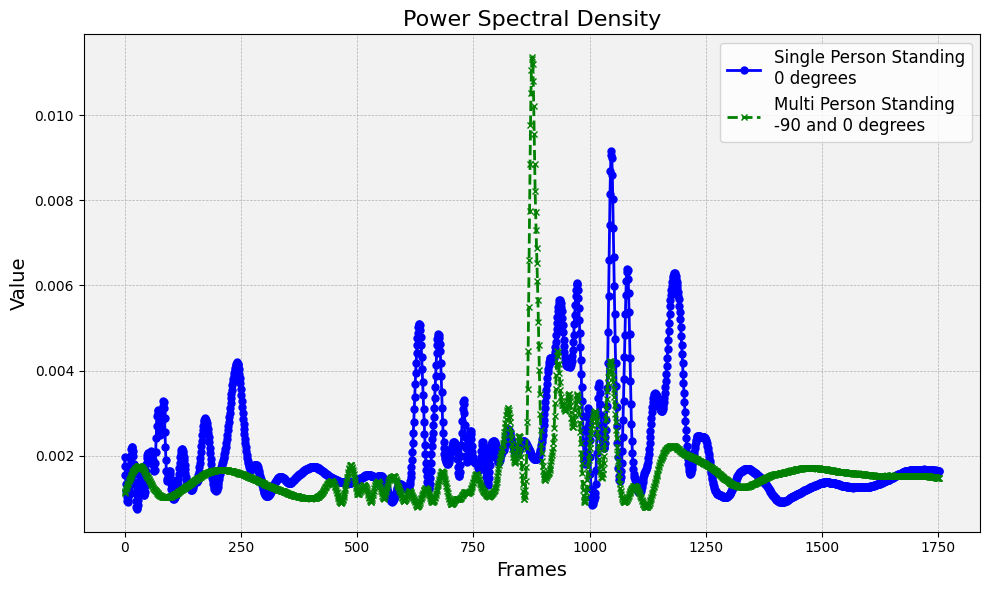 Power Spectral Density
Single Person Standing
0 degrees
Multi Person Standing
-90 and 0 degrees
Value
0.010
0.008
0.006
0.004
0.002
0
250
500
750
1000
1250
1500
1750
Frames